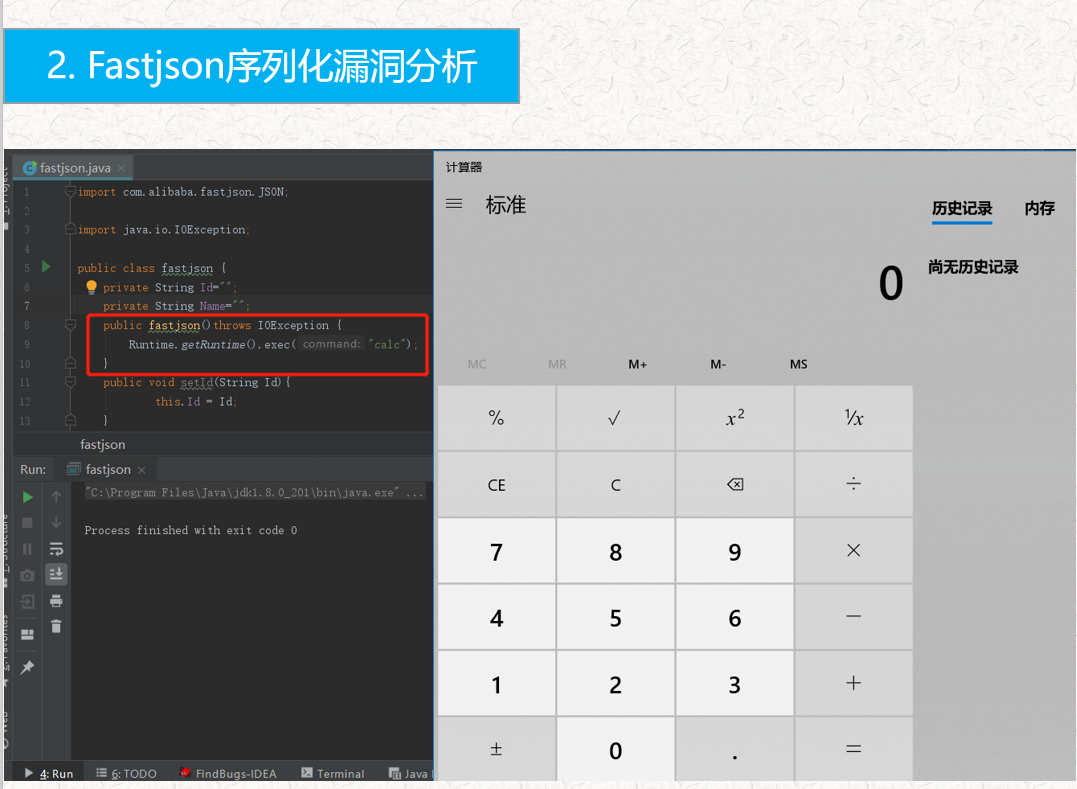 2. Fastjson序列化漏洞分析
fastjson.java
1 import com.alibaba.fastjson.JSON;
2
3 import java.io.IOException;
4
5 public class fastjson {
6 private String Id="";
7 private String Name="";
8 public fastjson()throws IOException {
9 Runtime.getRuntime().exec( command: "calc");
10 }
11 public void setId(String Id){
12 this.Id = Id;
13 }
fastjson
Run: fastjson
"C:\Program Files\Java\jdk1.8.0_201\bin\java.exe" ...
Process finished with exit code 0
4: Run 6: TODO FindBugs-IDEA Terminal Java
计算器
标准
历史记录 内存
0
尚无历史记录
MC MR M+ M- MS
% √ x² ¹/x
CE C ÷
7 8 9 ×
4 5 6 −
1 2 3 +
± 0 . =